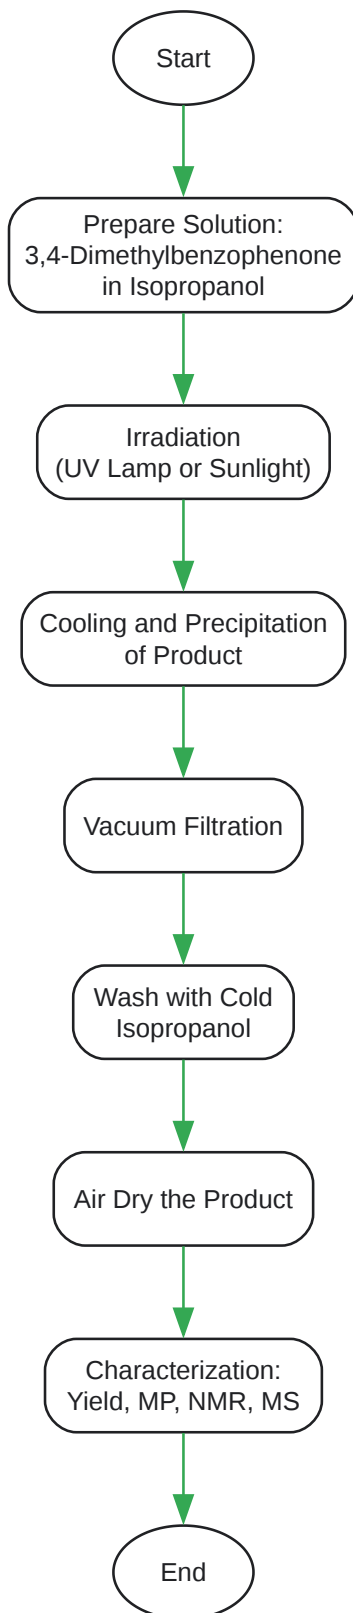 Start
Prepare Solution:
3,4-Dimethylbenzophenone
in Isopropanol
Irradiation
(UV Lamp or Sunlight)
Cooling and Precipitation
of Product
Vacuum Filtration
Wash with Cold
Isopropanol
Air Dry the Product
Characterization:
Yield, MP, NMR, MS
End